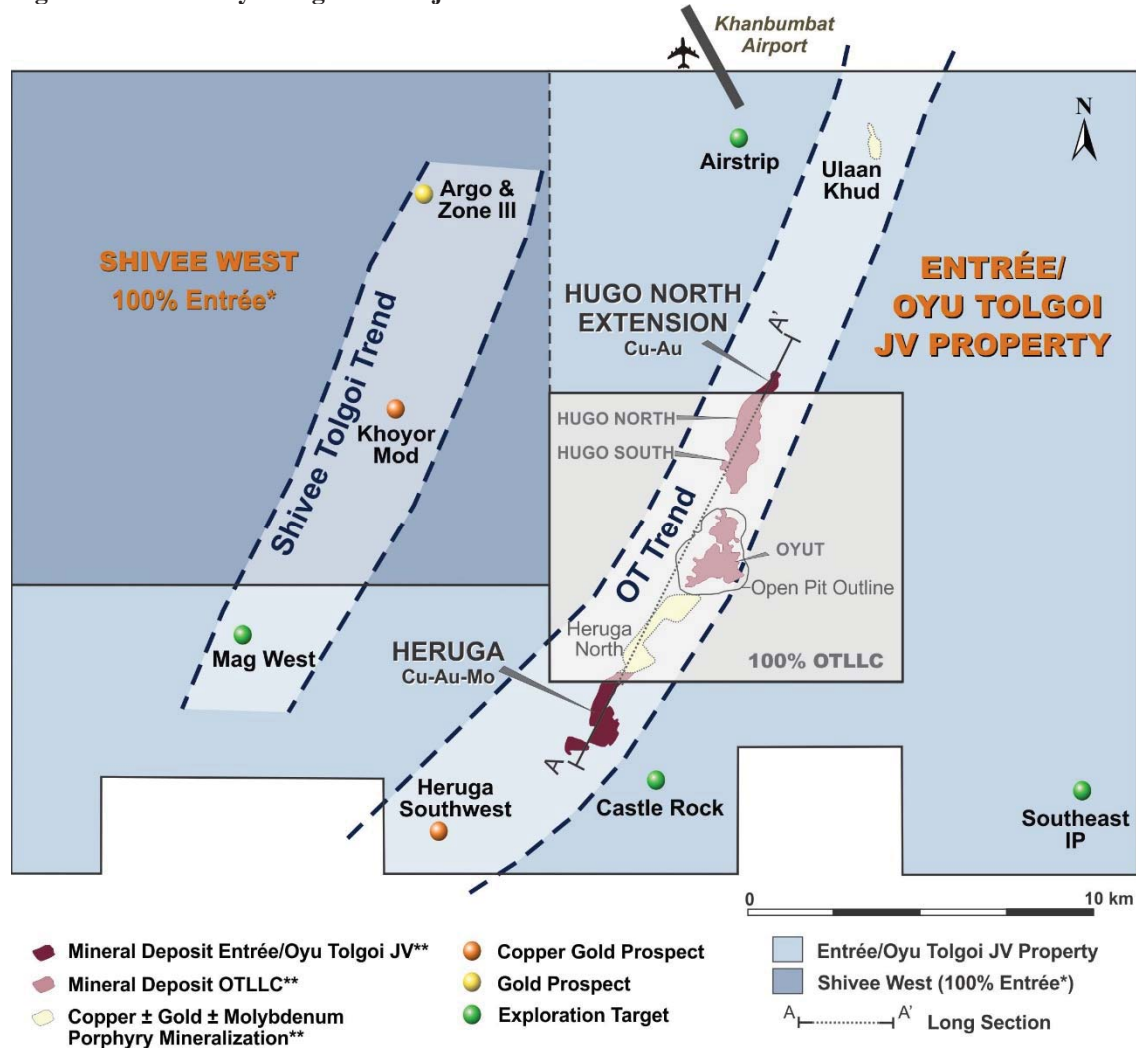 Khanbumbat
Airport
N
Airstrip
Ulaan
Khud
Argo &
Zone III
SHIVEE WEST
100% Entrée*
ENTRÉE/
OYU TOLGOI
JV PROPERTY
HUGO NORTH
EXTENSION
Cu-Au
A'
Shivee Tolgoi Trend
HUGO NORTH
Khoyor
Mod
HUGO SOUTH
OT Trend
OYUT
Open Pit Outline
Heruga
North
Mag West
HERUGA
Cu-Au-Mo
100% OTLLC
A
Heruga
Southwest
Castle Rock
Southeast
IP
0 10 km
Mineral Deposit Entrée/Oyu Tolgoi JV**
Mineral Deposit OTLLC**
Copper ± Gold ± Molybdenum
Porphyry Mineralization**
Copper Gold Prospect
Gold Prospect
Exploration Target
Entrée/Oyu Tolgoi JV Property
Shivee West (100% Entrée*)
A A' Long Section